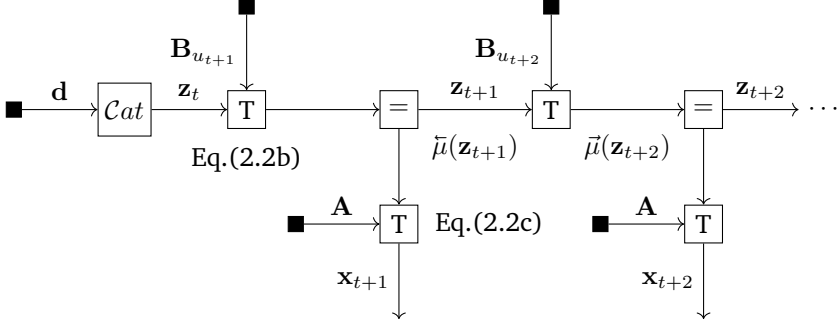 𝐁_{u_{t+1}} 𝐁_{u_{t+2}}
𝐝 𝒞at 𝐳_t T = 𝐳_{t+1} T = 𝐳_{t+2} ⋯
Eq.(2.2b) μ⃖(𝐳_{t+1}) μ⃗(𝐳_{t+2})
𝐀 T Eq.(2.2c) 𝐀 T
𝐱_{t+1} 𝐱_{t+2}